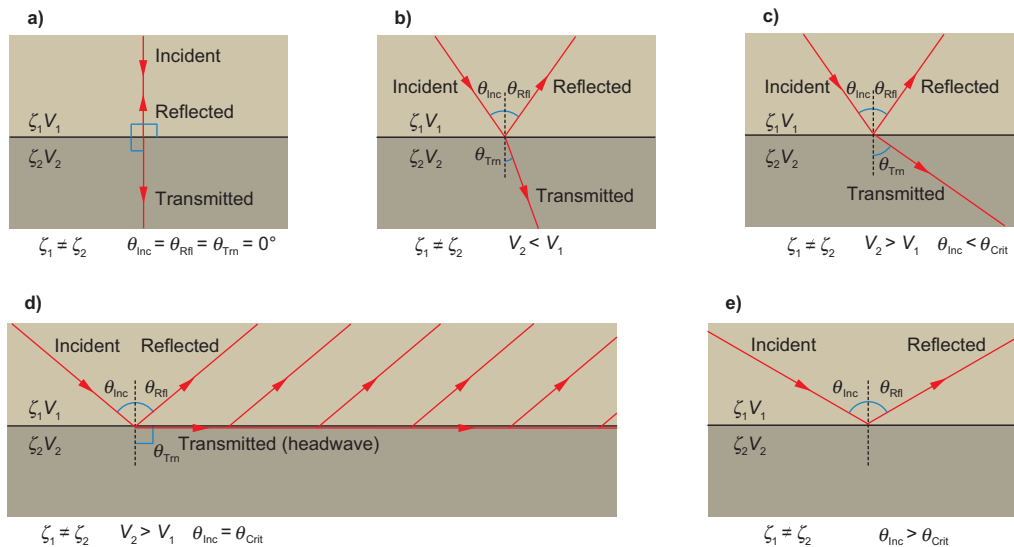 a)
Incident
Reflected
ζ₁V₁
ζ₂V₂
Transmitted
ζ₁ ≠ ζ₂ θInc = θRfl = θTrn = 0°
b)
Incident θInc θRfl Reflected
ζ₁V₁
ζ₂V₂
θTrn
Transmitted
ζ₁ ≠ ζ₂ V₂ < V₁
c)
Incident θInc θRfl Reflected
ζ₁V₁
ζ₂V₂
θTrn
Transmitted
ζ₁ ≠ ζ₂ V₂ > V₁ θInc < θCrit
d)
Incident Reflected
θInc θRfl
ζ₁V₁
ζ₂V₂
Transmitted (headwave)
θTrn
ζ₁ ≠ ζ₂ V₂ > V₁ θInc = θCrit
e)
Incident Reflected
θInc θRfl
ζ₁V₁
ζ₂V₂
ζ₁ ≠ ζ₂ θInc > θCrit